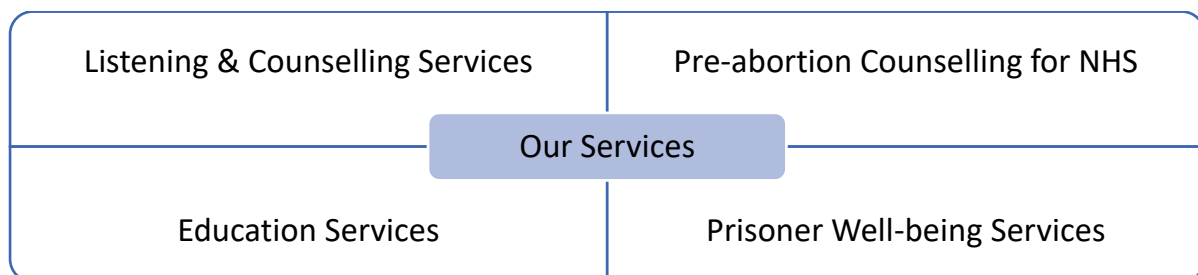 Listening & Counselling Services
Pre-abortion Counselling for NHS
Our Services
Education Services
Prisoner Well-being Services